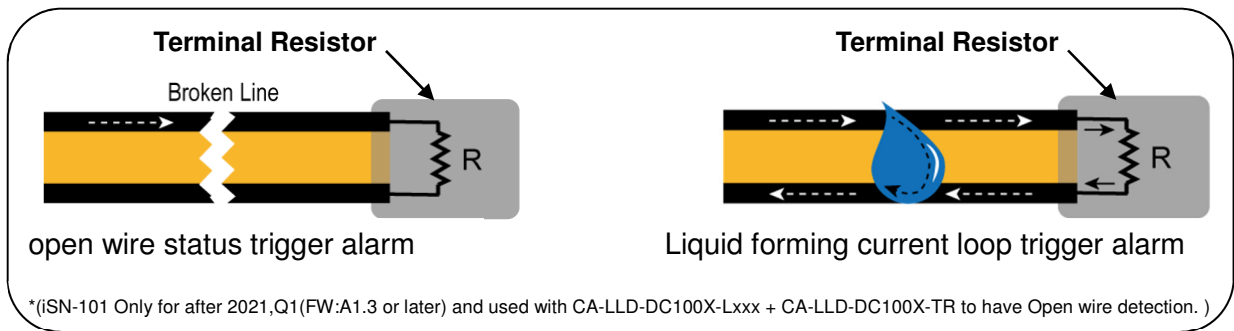 Terminal Resistor
Broken Line
R
open wire status trigger alarm
Terminal Resistor
R
Liquid forming current loop trigger alarm
*(iSN-101 Only for after 2021,Q1(FW:A1.3 or later) and used with CA-LLD-DC100X-Lxxx + CA-LLD-DC100X-TR to have Open wire detection. )